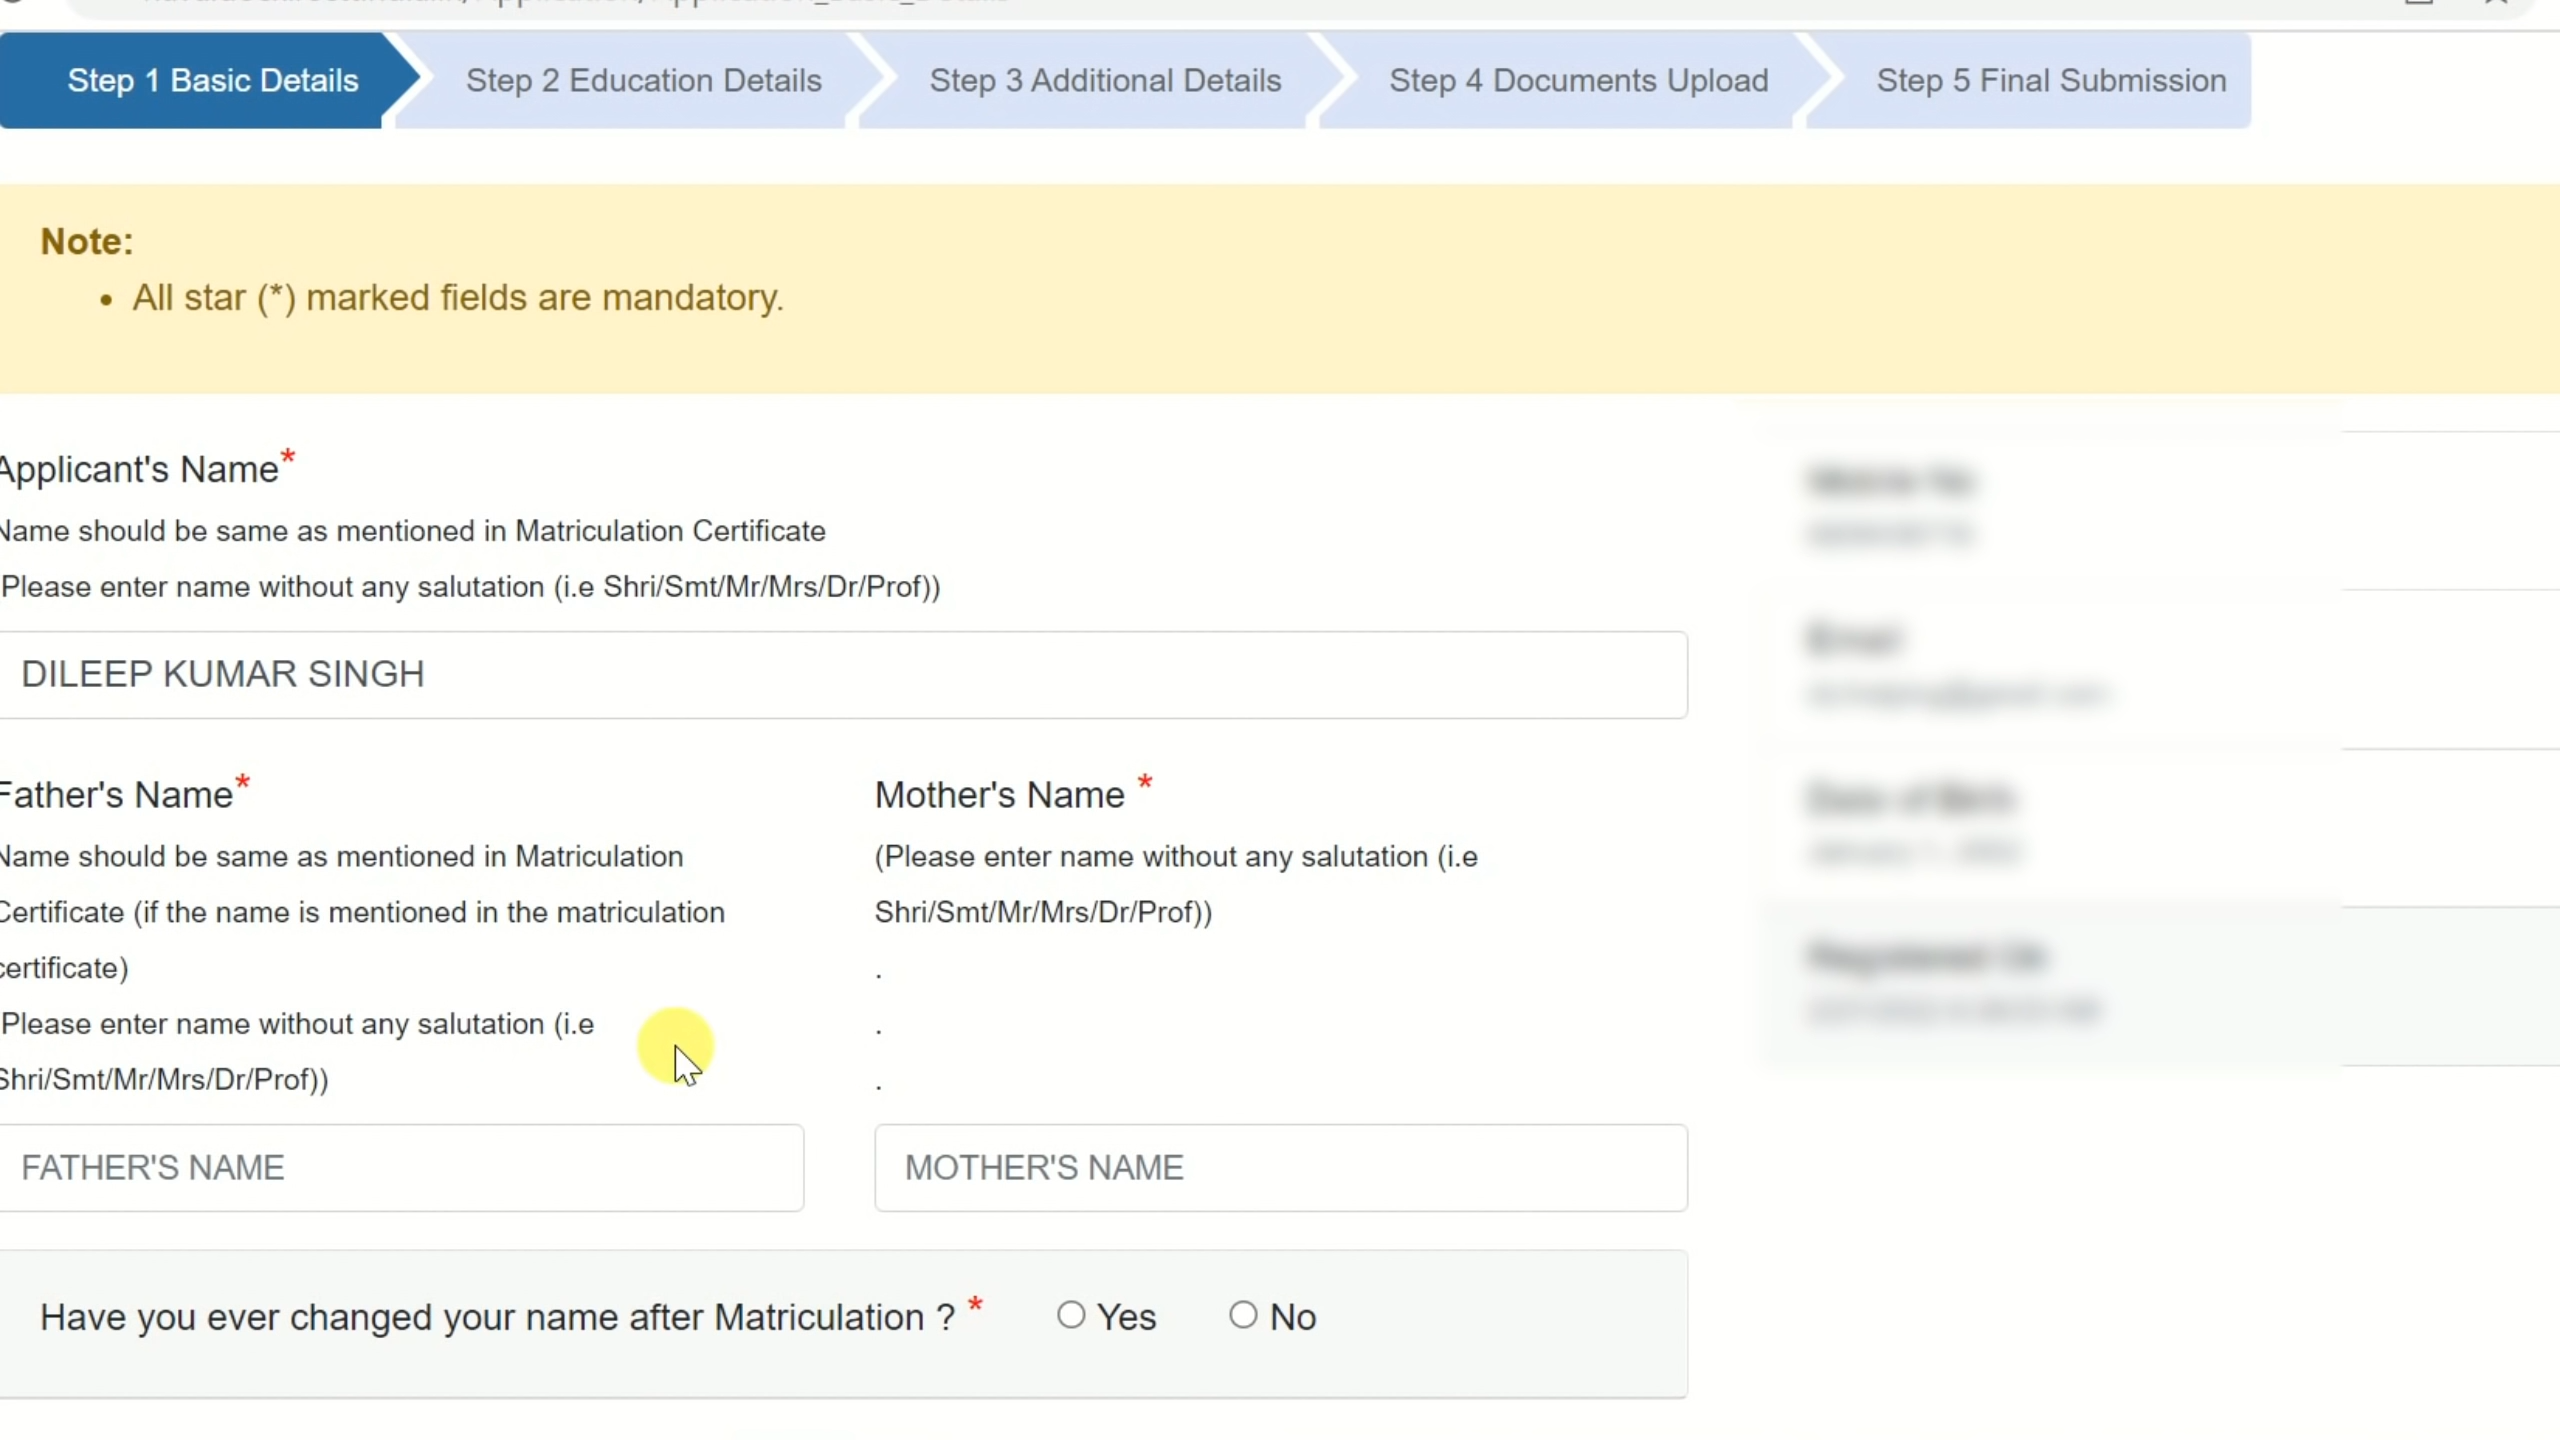 Step 1 Basic Details
Step 2 Education Details
Step 3 Additional Details
Step 4 Documents Upload
Step 5 Final Submission
Note:
• All star (*) marked fields are mandatory.
Applicant's Name*
Name should be same as mentioned in Matriculation Certificate
Please enter name without any salutation (i.e Shri/Smt/Mr/Mrs/Dr/Prof))
DILEEP KUMAR SINGH
Father's Name*
Name should be same as mentioned in Matriculation
Certificate (if the name is mentioned in the matriculation
certificate)
Please enter name without any salutation (i.e
Shri/Smt/Mr/Mrs/Dr/Prof))
FATHER'S NAME
Mother's Name *
(Please enter name without any salutation (i.e
Shri/Smt/Mr/Mrs/Dr/Prof))
.
.
.
MOTHER'S NAME
Have you ever changed your name after Matriculation ? *
Yes
No